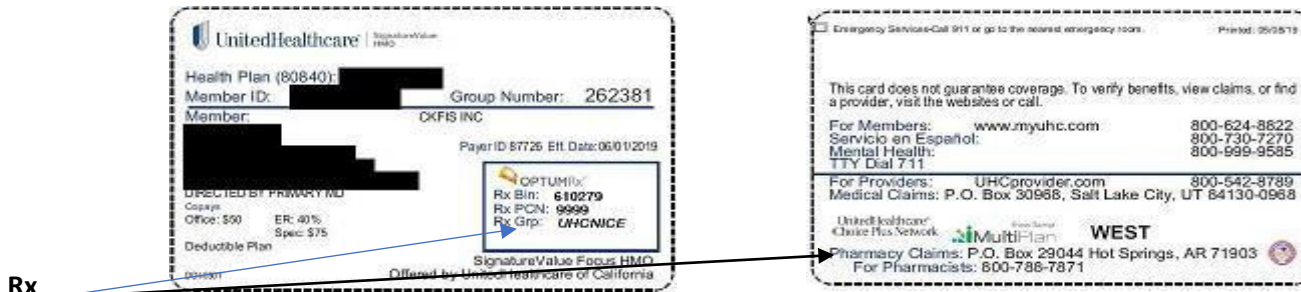 UnitedHealthcare | SignatureValue HMO
Health Plan (80840):
Member ID: Group Number: 262381
Member: CKFIS INC
Payer ID 87726 Eff. Date: 06/01/2019
OPTUMRx
Rx Bin: 610279
Rx PCN: 9999
Rx Grp: UHCNICE
DIRECTED BY PRIMARY MD
Copays
Office: $50 ER: 40%
Spec: $75
Deductible Plan
SignatureValue Focus HMO
Offered by UnitedHealthcare of California
Emergency Services-Call 911 or go to the nearest emergency room. Printed:
This card does not guarantee coverage. To verify benefits, view claims, or find
a provider, visit the websites or call.
For Members: www.myuhc.com 800-624-8822
Servicio en Español: 800-730-7270
Mental Health: 800-999-9585
TTY Dial 711
For Providers: UHCprovider.com 800-542-8789
Medical Claims: P.O. Box 30968, Salt Lake City, UT 84130-0968
UnitedHealthcare
Choice Plus Network MultiPlan WEST
Pharmacy Claims: P.O. Box 29044 Hot Springs, AR 71903
For Pharmacists: 800-788-7871
Rx